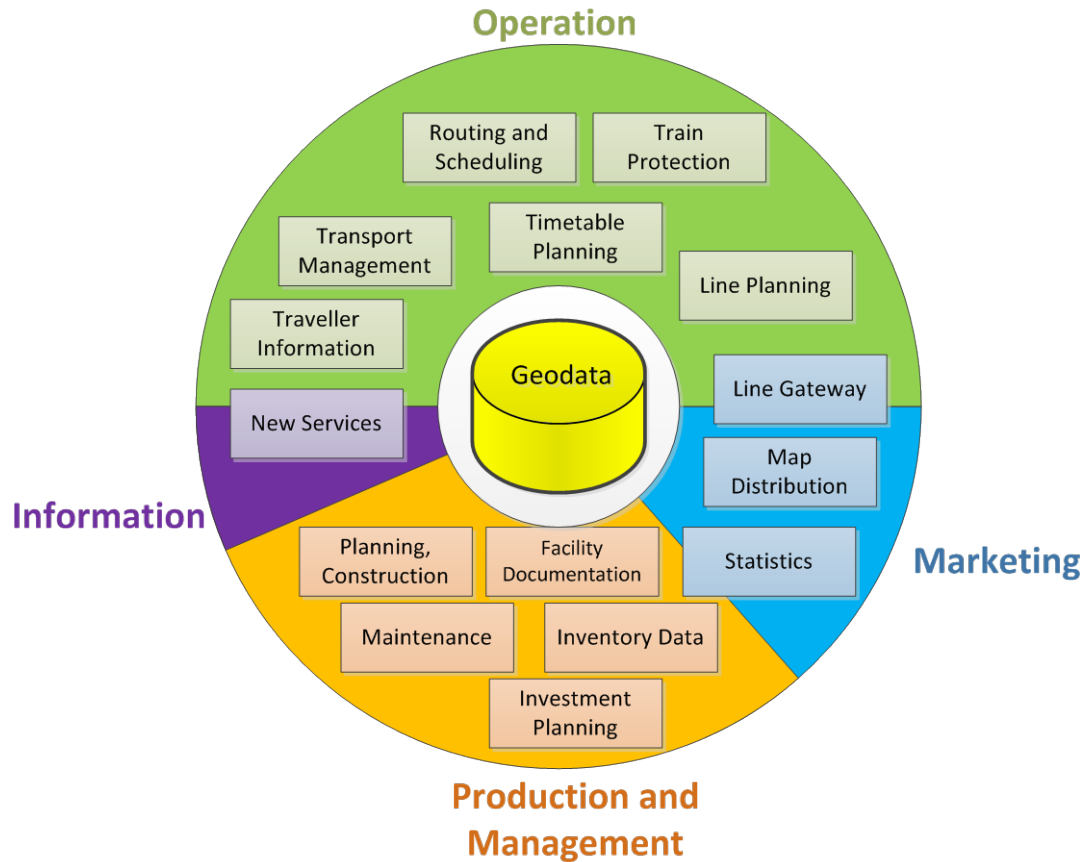 Operation
Routing and
Scheduling
Train
Protection
Transport
Management
Timetable
Planning
Line Planning
Traveller
Information
Geodata
Line Gateway
New Services
Map
Distribution
Information
Planning,
Construction
Facility
Documentation
Statistics
Marketing
Maintenance
Inventory Data
Investment
Planning
Production and
Management